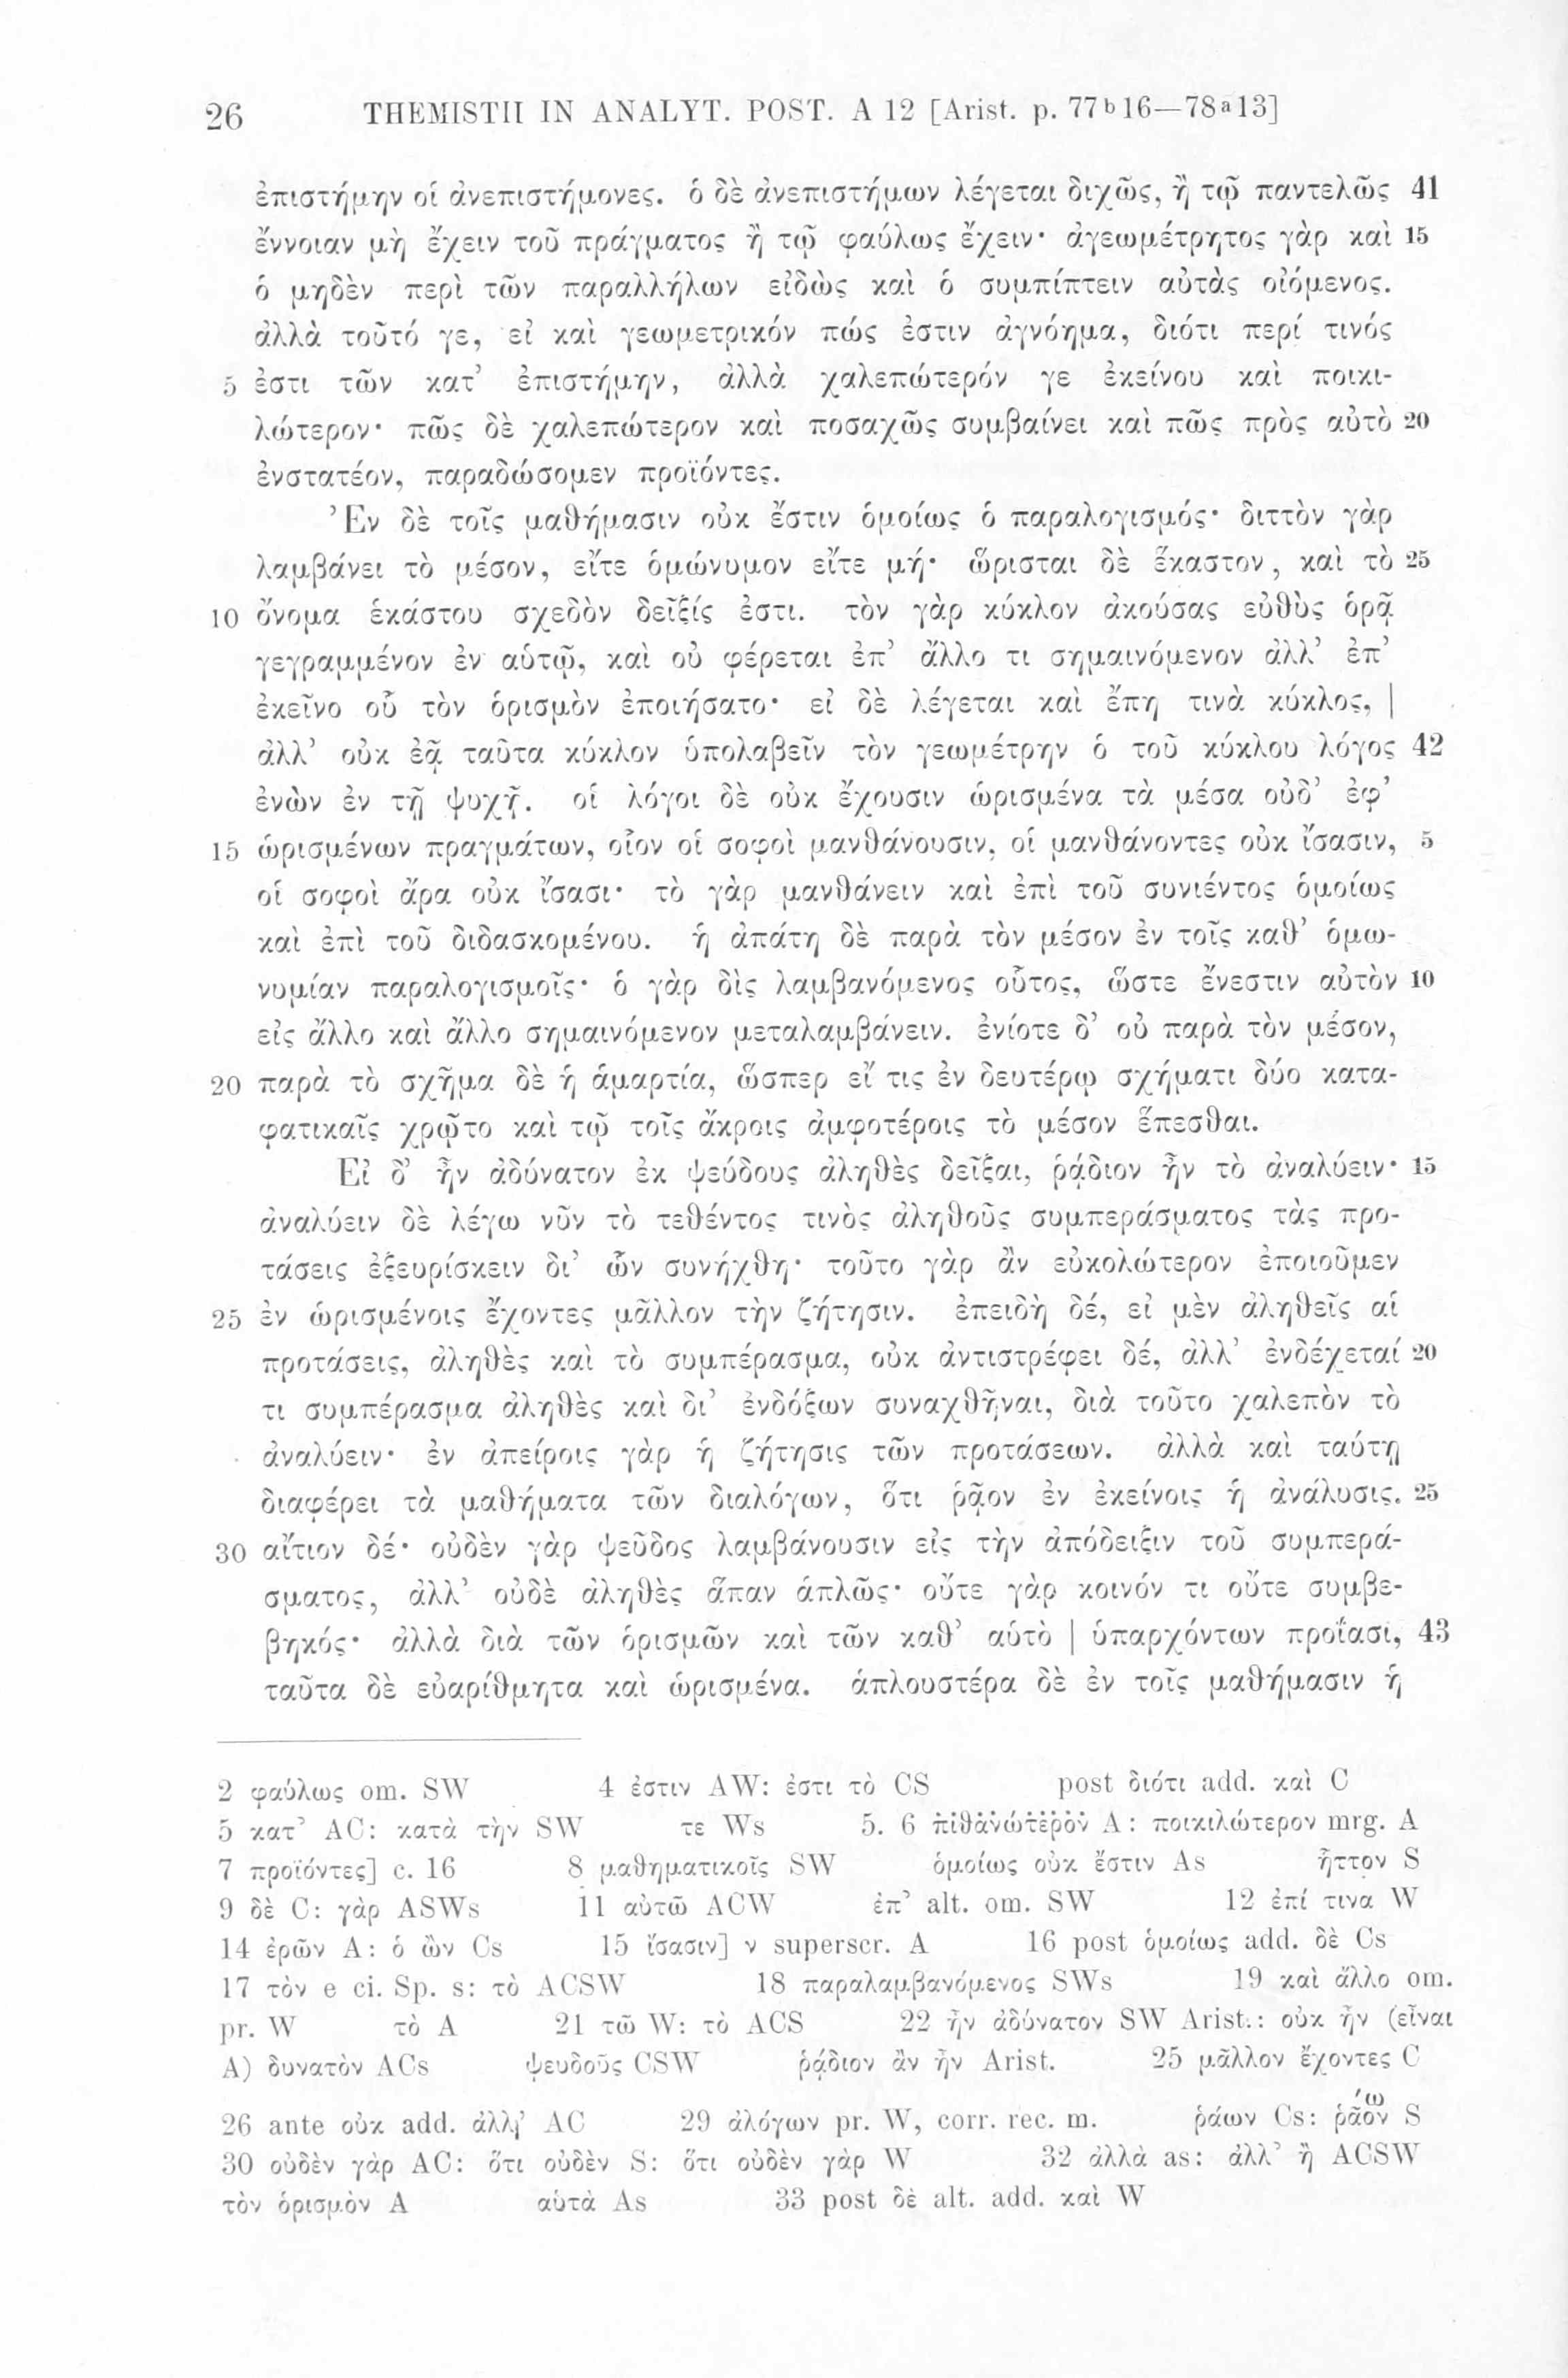 26 THEMISTII IN ANALYT. POST. A 12 [Arist. p. 77b16—78a13]
ἐπιστήμην οἱ ἀνεπιστήμονες. ὁ δὲ ἀνεπιστήμων λέγεται διχῶς, ἢ τῷ παντελῶς 41
ἔννοιαν μὴ ἔχειν τοῦ πράγματος ἢ τῷ φαύλως ἔχειν· ἀγεωμέτρητος γὰρ καὶ 15
ὁ μηδὲν περὶ τῶν παραλλήλων εἰδὼς καὶ ὁ συμπίπτειν αὐτὰς οἰόμενος.
ἀλλὰ τοῦτό γε, εἰ καὶ γεωμετρικόν πώς ἐστιν ἀγνόημα, διότι περί τινός
5 ἐστι τῶν κατ’ ἐπιστήμην, ἀλλὰ χαλεπώτερόν γε ἐκείνου καὶ ποικι-
λώτερον· πῶς δὲ χαλεπώτερον καὶ ποσαχῶς συμβαίνει καὶ πῶς πρὸς αὐτὸ 20
ἐνστατέον, παραδώσομεν προϊόντες.
Ἐν δὲ τοῖς μαθήμασιν οὐκ ἔστιν ὁμοίως ὁ παραλογισμός· διττὸν γὰρ
λαμβάνει τὸ μέσον, εἴτε ὁμώνυμον εἴτε μή· ὥρισται δὲ ἕκαστον, καὶ τὸ 25
10 ὄνομα ἑκάστου σχεδὸν δεῖξίς ἐστι. τὸν γὰρ κύκλον ἀκούσας εὐθὺς ὁρᾷ
γεγραμμένον ἐν αὑτῷ, καὶ οὐ φέρεται ἐπ’ ἄλλο τι σημαινόμενον ἀλλ’ ἐπ’
ἐκεῖνο οὗ τὸν ὁρισμὸν ἐποιήσατο· εἰ δὲ λέγεται καὶ ἔπη τινὰ κύκλος, |
ἀλλ’ οὐκ ἐᾷ ταῦτα κύκλον ὑπολαβεῖν τὸν γεωμέτρην ὁ τοῦ κύκλου λόγος 42
ἐνὼν ἐν τῇ ψυχῇ. οἱ λόγοι δὲ οὐκ ἔχουσιν ὡρισμένα τὰ μέσα οὐδ’ ἐφ’
15 ὡρισμένων πραγμάτων, οἷον οἱ σοφοὶ μανθάνουσιν, οἱ μανθάνοντες οὐκ ἴσασιν, 5
οἱ σοφοὶ ἄρα οὐκ ἴσασι· τὸ γὰρ μανθάνειν καὶ ἐπὶ τοῦ συνιέντος ὁμοίως
καὶ ἐπὶ τοῦ διδασκομένου. ἡ ἀπάτη δὲ παρὰ τὸν μέσον ἐν τοῖς καθ’ ὁμω-
νυμίαν παραλογισμοῖς· ὁ γὰρ δὶς λαμβανόμενος οὗτος, ὥστε ἔνεστιν αὐτὸν 10
εἰς ἄλλο καὶ ἄλλο σημαινόμενον μεταλαμβάνειν. ἐνίοτε δ’ οὐ παρὰ τὸν μέσον,
20 παρὰ τὸ σχῆμα δὲ ἡ ἁμαρτία, ὥσπερ εἴ τις ἐν δευτέρῳ σχήματι δύο κατα-
φατικαῖς χρῷτο καὶ τῷ τοῖς ἄκροις ἀμφοτέροις τὸ μέσον ἕπεσθαι.
Εἰ δ’ ἦν ἀδύνατον ἐκ ψεύδους ἀληθὲς δεῖξαι, ῥᾴδιον ἦν τὸ ἀναλύειν· 15
ἀναλύειν δὲ λέγω νῦν τὸ τεθέντος τινὸς ἀληθοῦς συμπεράσματος τὰς προ-
τάσεις ἐξευρίσκειν δι’ ὧν συνήχθη· τοῦτο γὰρ ἂν εὐκολώτερον ἐποιοῦμεν
25 ἐν ὡρισμένοις ἔχοντες μᾶλλον τὴν ζήτησιν. ἐπειδὴ δέ, εἰ μὲν ἀληθεῖς αἱ
προτάσεις, ἀληθὲς καὶ τὸ συμπέρασμα, οὐκ ἀντιστρέφει δέ, ἀλλ’ ἐνδέχεταί 20
τι συμπέρασμα ἀληθὲς καὶ δι’ ἐνδόξων συναχθῆναι, διὰ τοῦτο χαλεπὸν τὸ
ἀναλύειν· ἐν ἀπείροις γὰρ ἡ ζήτησις τῶν προτάσεων. ἀλλὰ καὶ ταύτῃ
διαφέρει τὰ μαθήματα τῶν διαλόγων, ὅτι ῥᾷον ἐν ἐκείνοις ἡ ἀνάλυσις. 25
30 αἴτιον δέ· οὐδὲν γὰρ ψεῦδος λαμβάνουσιν εἰς τὴν ἀπόδειξιν τοῦ συμπερά-
σματος, ἀλλ’ οὐδὲ ἀληθὲς ἅπαν ἁπλῶς· οὔτε γὰρ κοινόν τι οὔτε συμβε-
βηκός· ἀλλὰ διὰ τῶν ὁρισμῶν καὶ τῶν καθ’ αὑτὸ | ὑπαρχόντων προΐασι, 43
ταῦτα δὲ εὐαρίθμητα καὶ ὡρισμένα. ἁπλουστέρα δὲ ἐν τοῖς μαθήμασιν ἡ
2 φαύλως om. SW 4 ἐστιν AW: ἐστι τὸ CS post διότι add. καὶ C
5 κατ’ AC: κατὰ τὴν SW τε Ws 5. 6 πιθανώτερον A: ποικιλώτερον mrg. A
7 προϊόντες] c. 16 8 μαθηματικοῖς SW ὁμοίως οὐκ ἔστιν As ἧττον S
9 δὲ C: γὰρ ASWs 11 αὐτῶ ACW ἐπ’ alt. om. SW 12 ἐπί τινα W
14 ἐρῶν A: ὁ ὢν Cs 15 ἴσασιν] ν superscr. A 16 post ὁμοίως add. δὲ Cs
17 τὸν e ci. Sp. s: τὸ ACSW 18 παραλαμβανόμενος SWs 19 καὶ ἄλλο om.
pr. W τὸ A 21 τῶ W: τὸ ACS 22 ἦν ἀδύνατον SW Arist.: οὐκ ἦν (εἶναι
A) δυνατὸν ACs ψευδοῦς CSW ῥᾴδιον ἂν ἦν Arist. 25 μᾶλλον ἔχοντες C
26 ante οὐκ add. ἀλλ’ AC 29 ἀλόγων pr. W, corr. rec. m. ῥάων Cs: S
30 οὐδὲν γὰρ AC: ὅτι οὐδὲν S: ὅτι οὐδὲν γὰρ W 32 ἀλλὰ as: ἀλλ’ ἢ ACSW
τὸν ὁρισμὸν A αὑτὰ As 33 post δὲ alt. add. καὶ W